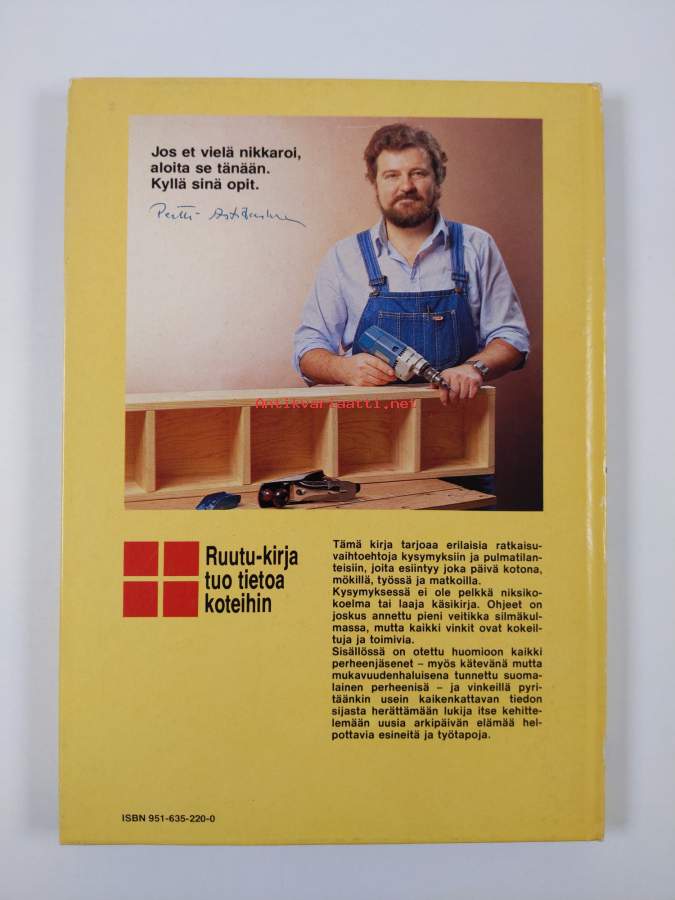 Jos et vielä nikkaroi,
aloita se tänään.
Kyllä sinä opit.
Pertti
Antikvariaatti.net
Ruutu-kirja
tuo tietoa
koteihin
Tämä kirja tarjoaa erilaisia ratkaisu-
vaihtoehtoja kysymyksiin ja pulmatilan-
teisiin, joita esiintyy joka päivä kotona,
mökillä, työssä ja matkoilla.
Kysymyksessä ei ole pelkkä niksiko-
koelma tai laaja käsikirja. Ohjeet on
joskus annettu pieni veitikka silmäkul-
massa, mutta kaikki vinkit ovat kokeil-
tuja ja toimivia.
Sisällössä on otettu huomioon kaikki
perheenjäsenet – myös kätevänä mutta
mukavuudenhaluisena tunnettu suoma-
lainen perheenisä – ja vinkeillä pyri-
täänkin usein kaikenkattavan tiedon
sijasta herättämään lukija itse kehitte-
lemään uusia arkipäivän elämää hel-
pottavia esineitä ja työtapoja.
ISBN 951-635-220-0